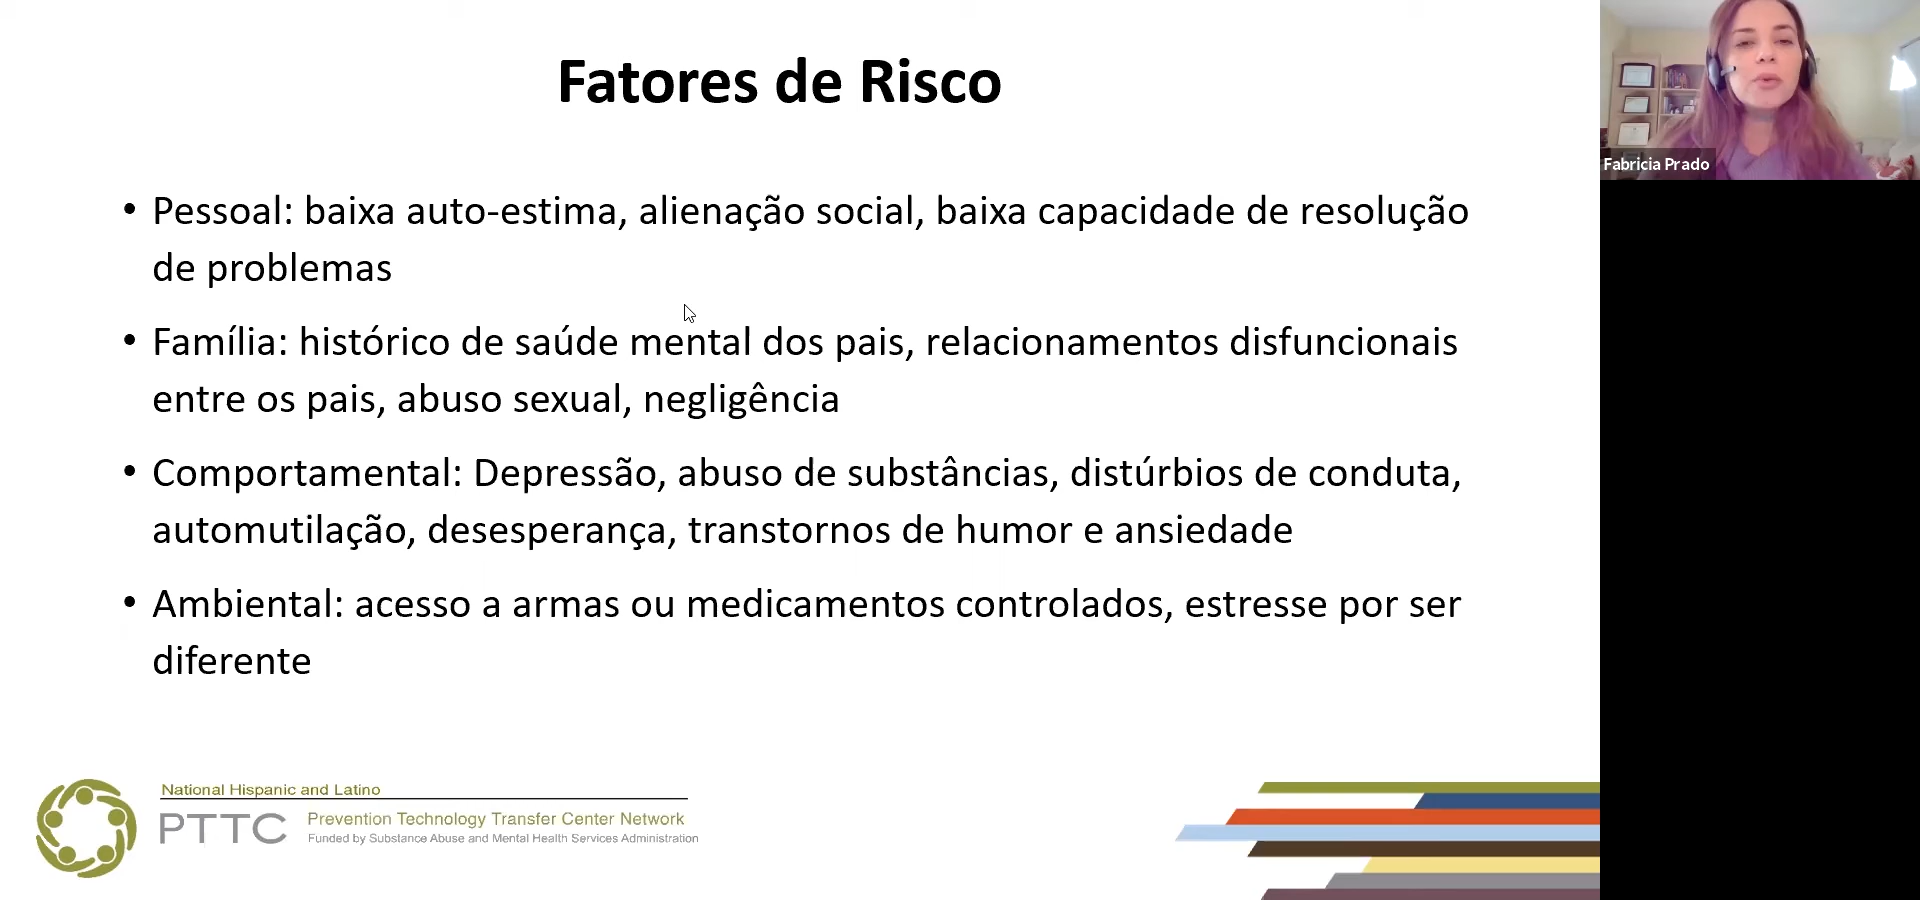 Fatores de Risco
• Pessoal: baixa auto-estima, alienação social, baixa capacidade de resolução
de problemas
• Família: histórico de saúde mental dos pais, relacionamentos disfuncionais
entre os pais, abuso sexual, negligência
• Comportamental: Depressão, abuso de substâncias, distúrbios de conduta,
automutilação, desesperança, transtornos de humor e ansiedade
• Ambiental: acesso a armas ou medicamentos controlados, estresse por ser
diferente
National Hispanic and Latino
PTTC
Prevention Technology Transfer Center Network
Funded by Substance Abuse and Mental Health Services Administration
Fabricia Prado